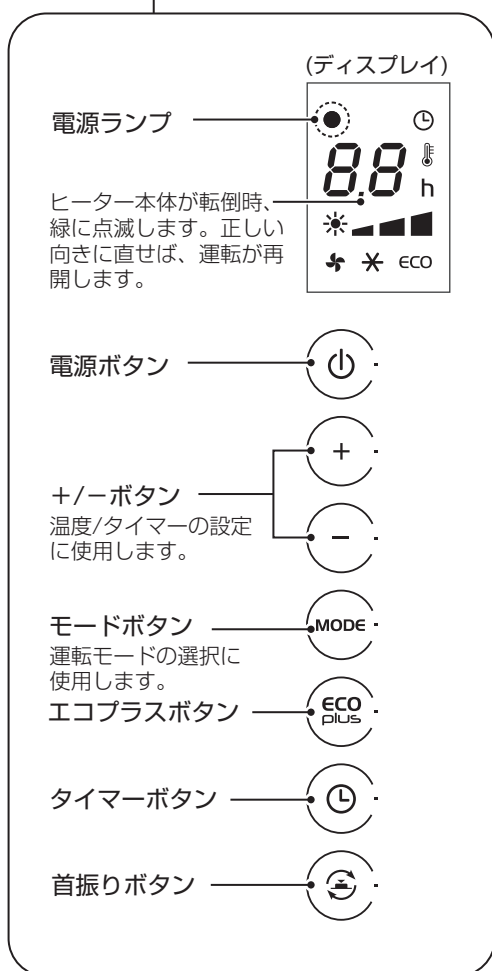 (ディスプレイ)
電源ランプ
8.8
h
ヒーター本体が転倒時、
緑に点滅します。正しい
向きに直せば、運転が再
開します。
ECO
電源ボタン
+
+/−ボタン
温度/タイマーの設定
に使用します。
−
モードボタン
MODE
運転モードの選択に
使用します。
エコプラスボタン
ECO
plus
タイマーボタン
首振りボタン